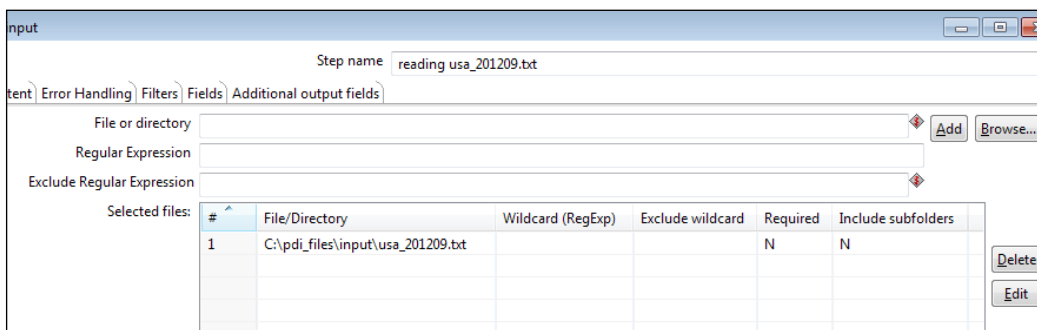 nput
Step name reading usa_201209.txt
tent Error Handling Filters Fields Additional output fields
File or directory Add Browse...
Regular Expression
Exclude Regular Expression
Selected files: # File/Directory Wildcard (RegExp) Exclude wildcard Required Include subfolders
1 C:\pdi_files\input\usa_201209.txt N N
Delete
Edit